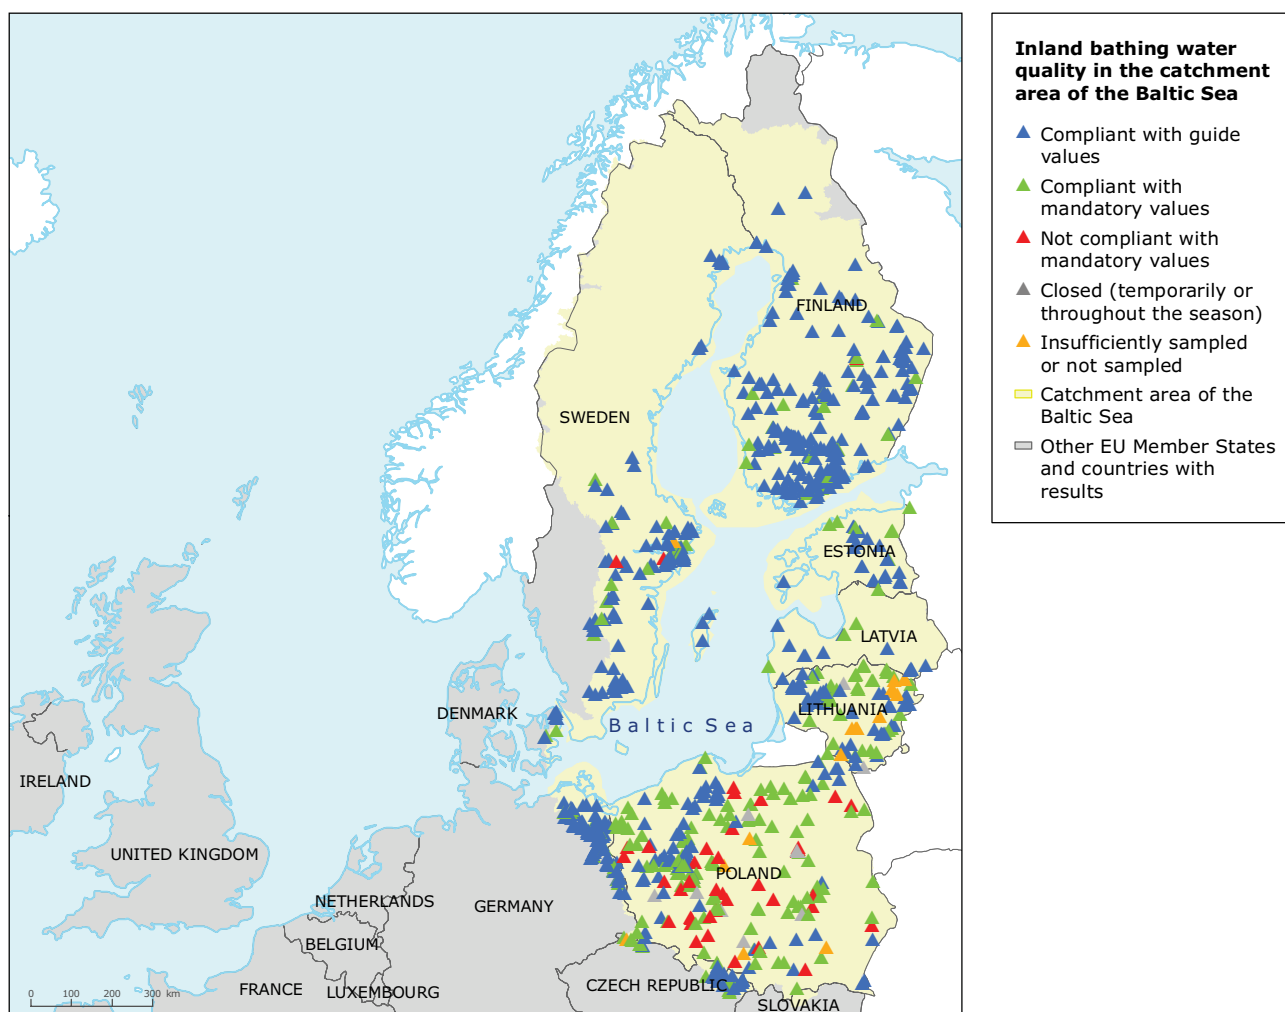 Inland bathing water
quality in the catchment
area of the Baltic Sea
Compliant with guide
values
Compliant with
mandatory values
Not compliant with
mandatory values
Closed (temporarily or
throughout the season)
Insufficiently sampled
or not sampled
Catchment area of the
Baltic Sea
Other EU Member States
and countries with
results
FINLAND
SWEDEN
ESTONIA
LATVIA
LITHUANIA
DENMARK
Baltic Sea
IRELAND
UNITED KINGDOM
POLAND
NETHERLANDS
GERMANY
BELGIUM
CZECH REPUBLIC
FRANCE
LUXEMBOURG
SLOVAKIA
0 100 200 300 km